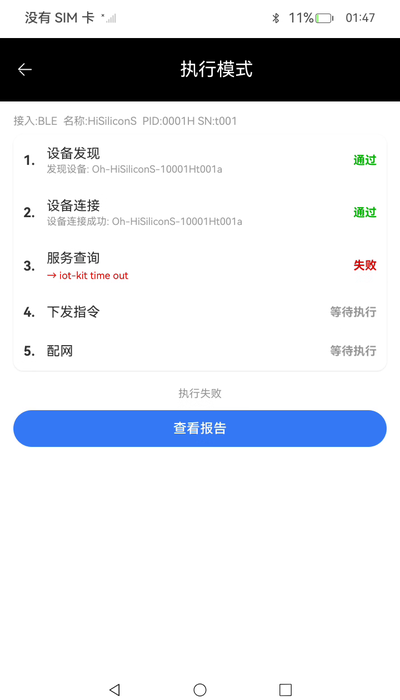 没有 SIM 卡 11% 01:47
执行模式
接入:BLE 名称:HiSiliconS PID:0001H SN:t001
1. 设备发现 通过
发现设备: Oh-HiSiliconS-10001Ht001a
2. 设备连接 通过
设备连接成功: Oh-HiSiliconS-10001Ht001a
3. 服务查询 失败
→ iot-kit time out
4. 下发指令 等待执行
5. 配网 等待执行
执行失败
查看报告